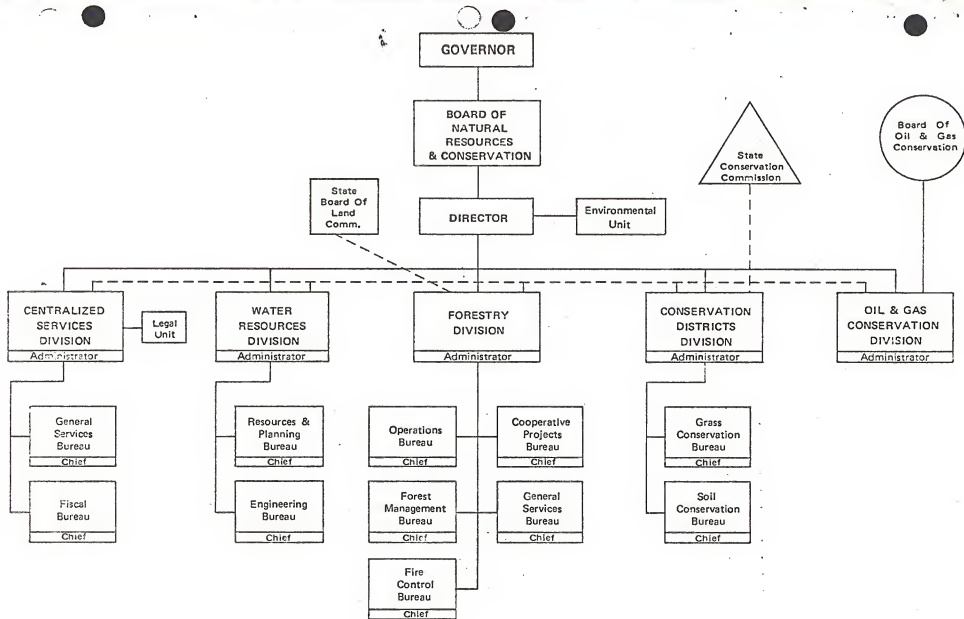 GOVERNOR
BOARD OF
NATURAL
RESOURCES
& CONSERVATION
State
Conservation
Commission
Board Of
Oil & Gas
Conservation
State
Board Of
Land
Comm.
DIRECTOR
Environmental
Unit
CENTRALIZED
SERVICES
DIVISION
Administrator
Legal
Unit
WATER
RESOURCES
DIVISION
Administrator
FORESTRY
DIVISION
Administrator
CONSERVATION
DISTRICTS
DIVISION
Administrator
OIL & GAS
CONSERVATION
DIVISION
Administrator
General
Services
Bureau
Chief
Fiscal
Bureau
Chief
Resources &
Planning
Bureau
Chief
Engineering
Bureau
Chief
Operations
Bureau
Chief
Cooperative
Projects
Bureau
Chief
Forest
Management
Bureau
Chief
General
Services
Bureau
Chief
Fire
Control
Bureau
Chief
Grass
Conservation
Bureau
Chief
Soil
Conservation
Bureau
Chief